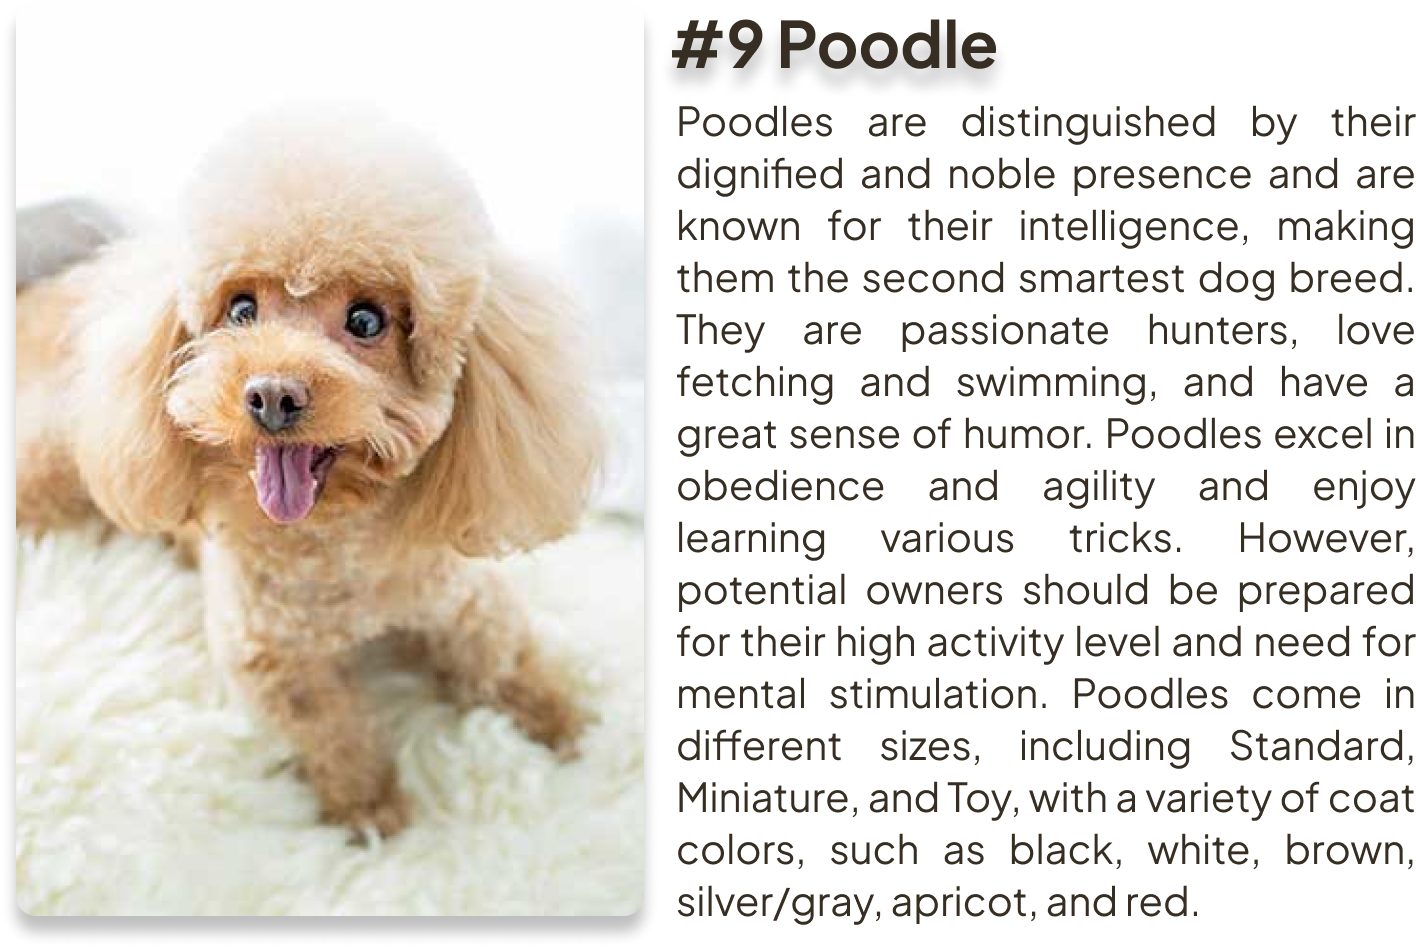 #9 Poodle
Poodles are distinguished by their
dignified and noble presence and are
known for their intelligence, making
them the second smartest dog breed.
They are passionate hunters, love
fetching and swimming, and have a
great sense of humor. Poodles excel in
obedience and agility and enjoy
learning various tricks. However,
potential owners should be prepared
for their high activity level and need for
mental stimulation. Poodles come in
different sizes, including Standard,
Miniature, and Toy, with a variety of coat
colors, such as black, white, brown,
silver/gray, apricot, and red.